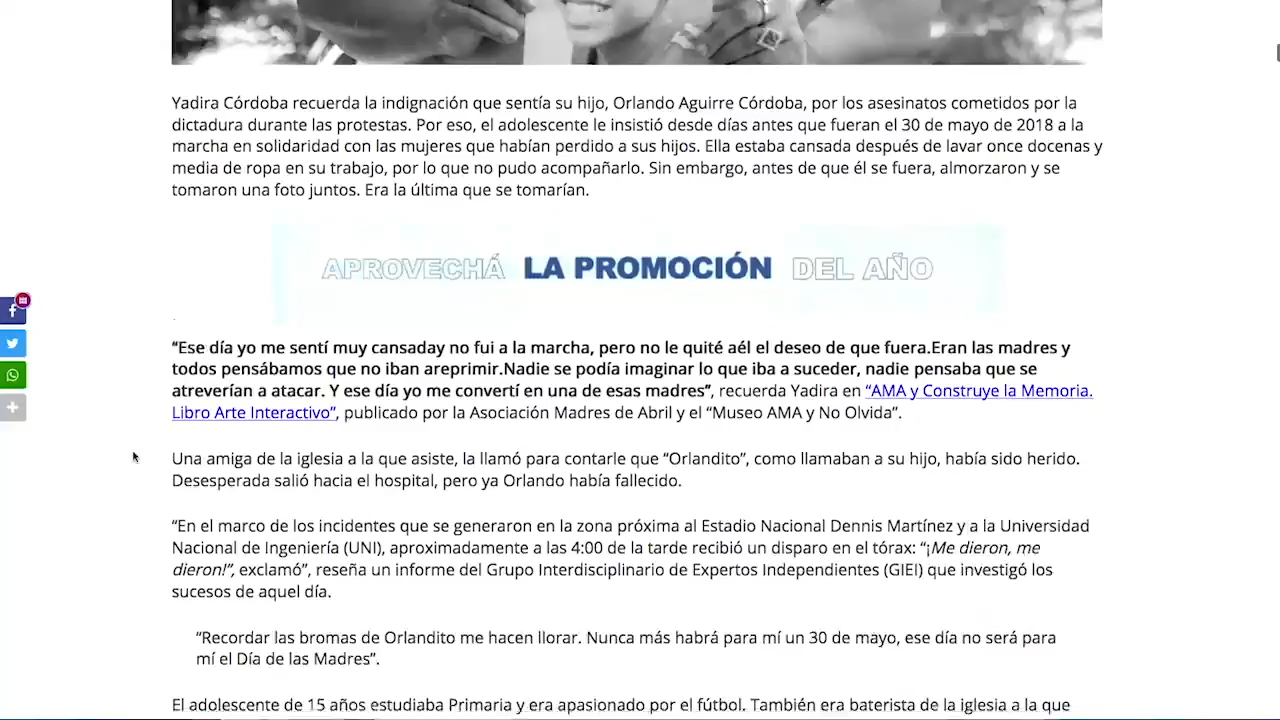 Yadira Córdoba recuerda la indignación que sentía su hijo, Orlando Aguirre Córdoba, por los asesinatos cometidos por la
dictadura durante las protestas. Por eso, el adolescente le insistió desde días antes que fueran el 30 de mayo de 2018 a la
marcha en solidaridad con las mujeres que habían perdido a sus hijos. Ella estaba cansada después de lavar once docenas y
media de ropa en su trabajo, por lo que no pudo acompañarlo. Sin embargo, antes de que él se fuera, almorzaron y se
tomaron una foto juntos. Era la última que se tomarían.
APROVECHÁ LA PROMOCIÓN DEL AÑO
“Ese día yo me sentí muy cansaday no fui a la marcha, pero no le quité aél el deseo de que fuera.Eran las madres y
todos pensábamos que no iban areprimir.Nadie se podía imaginar lo que iba a suceder, nadie pensaba que se
atreverían a atacar. Y ese día yo me convertí en una de esas madres”, recuerda Yadira en “AMA y Construye la Memoria.
Libro Arte Interactivo”, publicado por la Asociación Madres de Abril y el “Museo AMA y No Olvida”.
Una amiga de la iglesia a la que asiste, la llamó para contarle que “Orlandito”, como llamaban a su hijo, había sido herido.
Desesperada salió hacia el hospital, pero ya Orlando había fallecido.
“En el marco de los incidentes que se generaron en la zona próxima al Estadio Nacional Dennis Martínez y a la Universidad
Nacional de Ingeniería (UNI), aproximadamente a las 4:00 de la tarde recibió un disparo en el tórax: “¡Me dieron, me
dieron!”, exclamó”, reseña un informe del Grupo Interdisciplinario de Expertos Independientes (GIEI) que investigó los
sucesos de aquel día.
“Recordar las bromas de Orlandito me hacen llorar. Nunca más habrá para mí un 30 de mayo, ese día no será para
mí el Día de las Madres”.
El adolescente de 15 años estudiaba Primaria y era apasionado por el fútbol. También era baterista de la iglesia a la que